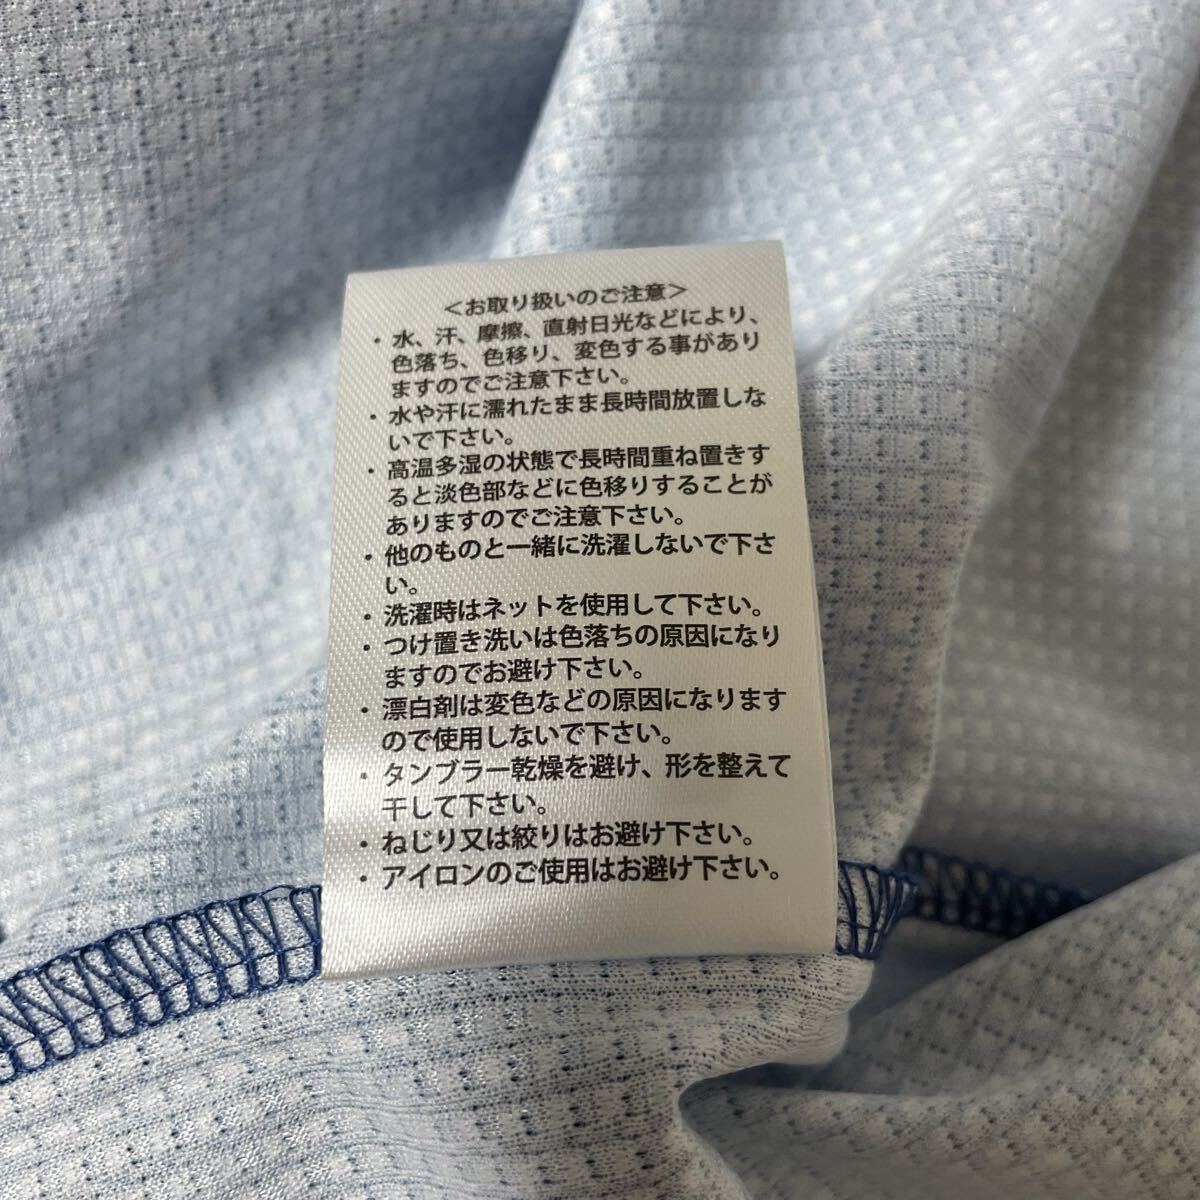 ＜お取り扱いのご注意＞
・水、汗、摩擦、直射日光などにより、
色落ち、色移り、変色する事があり
ますのでご注意下さい。
・水や汗に濡れたまま長時間放置しな
いで下さい。
・高温多湿の状態で長時間重ね置きす
ると淡色部などに色移りすることが
ありますのでご注意下さい。
・他のものと一緒に洗濯しないで下さ
い。
・洗濯時はネットを使用して下さい。
・つけ置き洗いは色落ちの原因になり
ますのでお避け下さい。
・漂白剤は変色などの原因になります
ので使用しないで下さい。
・タンブラー乾燥を避け、形を整えて
干して下さい。
・ねじり又は絞りはお避け下さい。
・アイロンのご使用はお避け下さい。